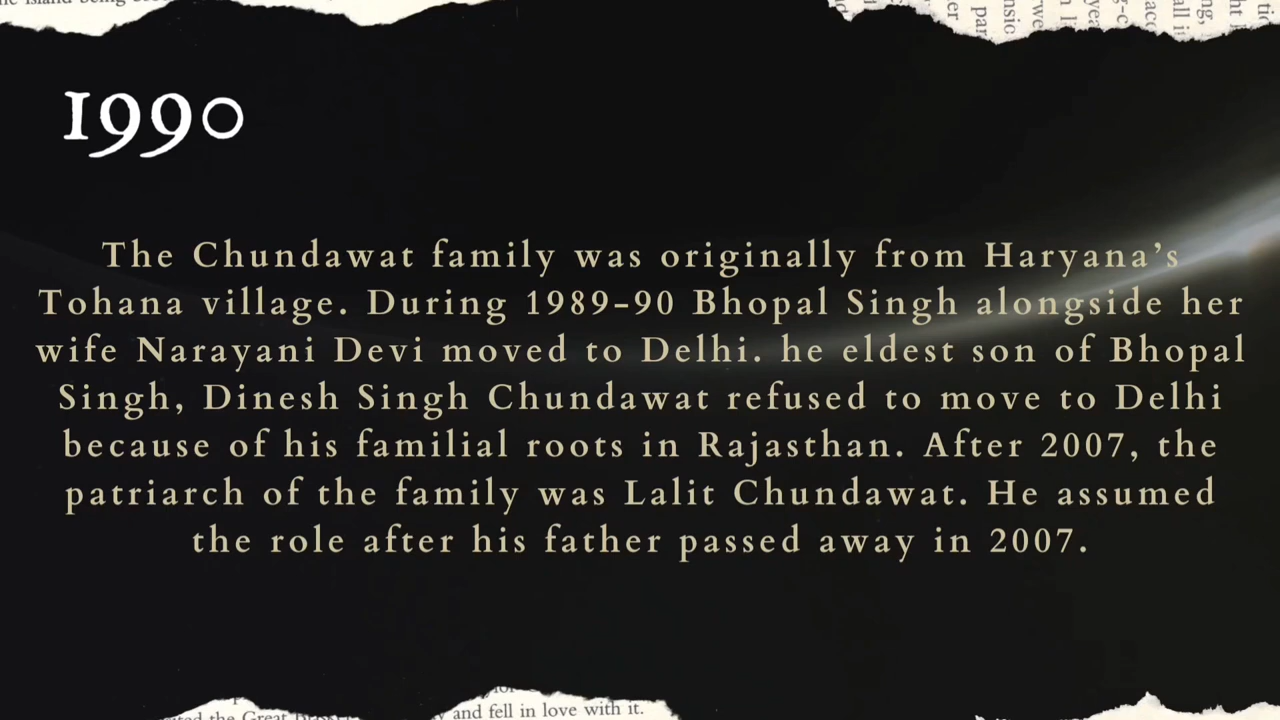 1990
The Chundawat family was originally from Haryana's
Tohana village. During 1989-90 Bhopal Singh alongside her
wife Narayani Devi moved to Delhi. he eldest son of Bhopal
Singh, Dinesh Singh Chundawat refused to move to Delhi
because of his familial roots in Rajasthan. After 2007, the
patriarch of the family was Lalit Chundawat. He assumed
the role after his father passed away in 2007.
and fell in love with it.